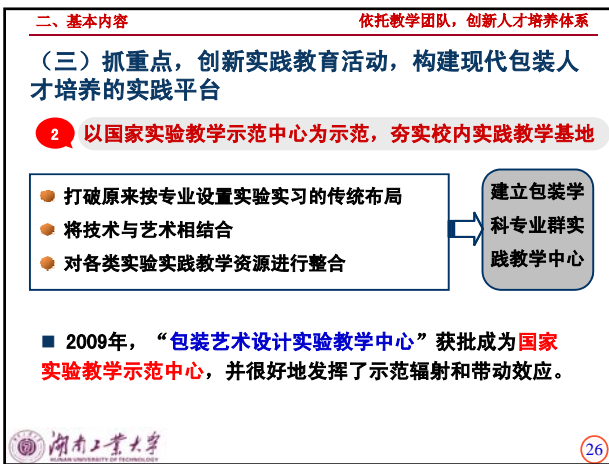 二、基本内容
依托教学团队，创新人才培养体系
（三）抓重点，创新实践教育活动，构建现代包装人
才培养的实践平台
2
以国家实验教学示范中心为示范，夯实校内实践教学基地
打破原来按专业设置实验实习的传统布局
将技术与艺术相结合
对各类实验实践教学资源进行整合
建立包装学
科专业群实
践教学中心
2009年，“包装艺术设计实验教学中心”获批成为国家
实验教学示范中心，并很好地发挥了示范辐射和带动效应。
湖南工業大学
HUNAN UNIVERSITY OF TECHNOLOGY
26